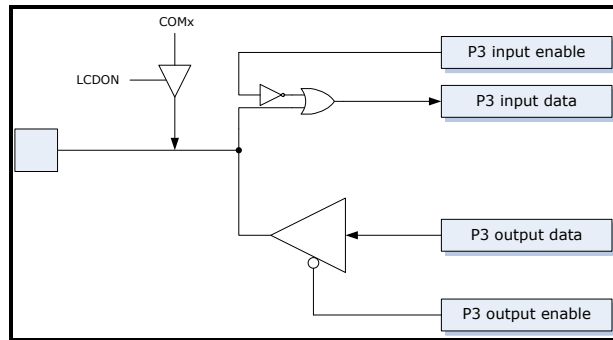 COMx
LCDON
P3 input enable
P3 input data
P3 output data
P3 output enable